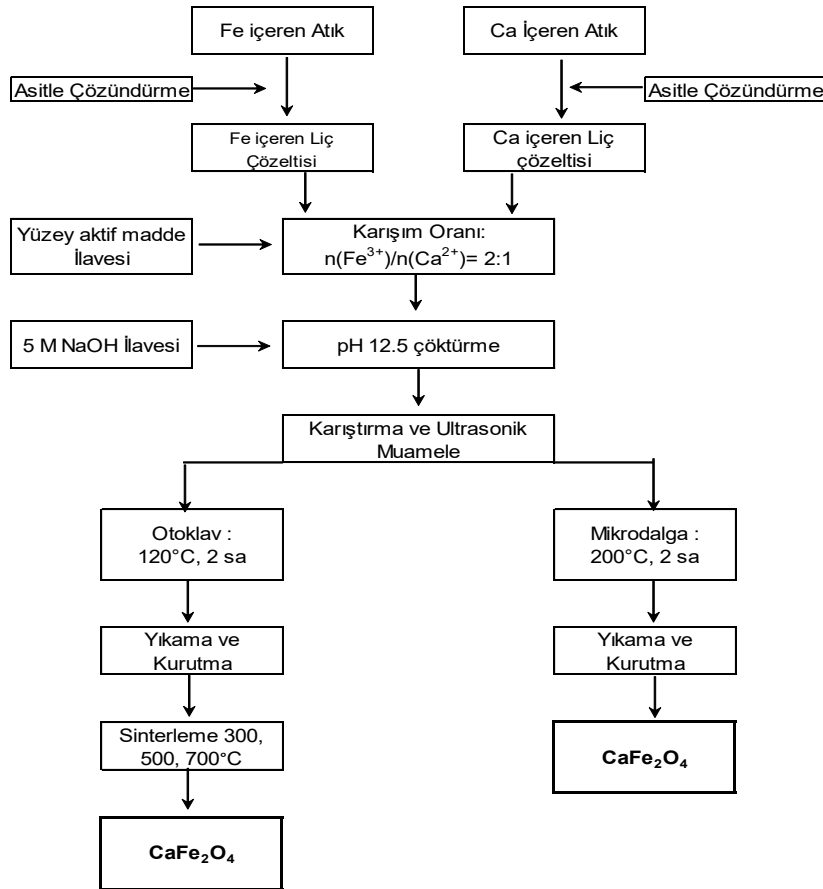 Fe içeren Atık
Ca İçeren Atık
Asitle Çözündürme
Asitle Çözündürme
Fe içeren Liç
Çözeltisi
Ca içeren Liç
çözeltisi
Yüzey aktif madde
İlavesi
Karışım Oranı:
n(Fe³⁺)/n(Ca²⁺)= 2:1
5 M NaOH İlavesi
pH 12.5 çöktürme
Karıştırma ve Ultrasonik
Muamele
Otoklav :
120°C, 2 sa
Mikrodalga :
200°C, 2 sa
Yıkama ve
Kurutma
Yıkama ve
Kurutma
Sinterleme 300,
500, 700°C
CaFe₂O₄
CaFe₂O₄